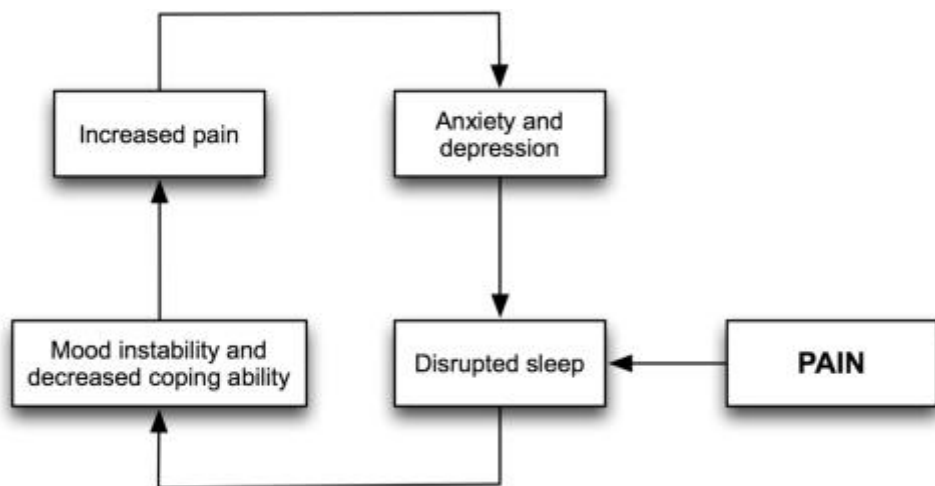 Increased pain
Anxiety and
depression
Mood instability and
decreased coping ability
Disrupted sleep
PAIN